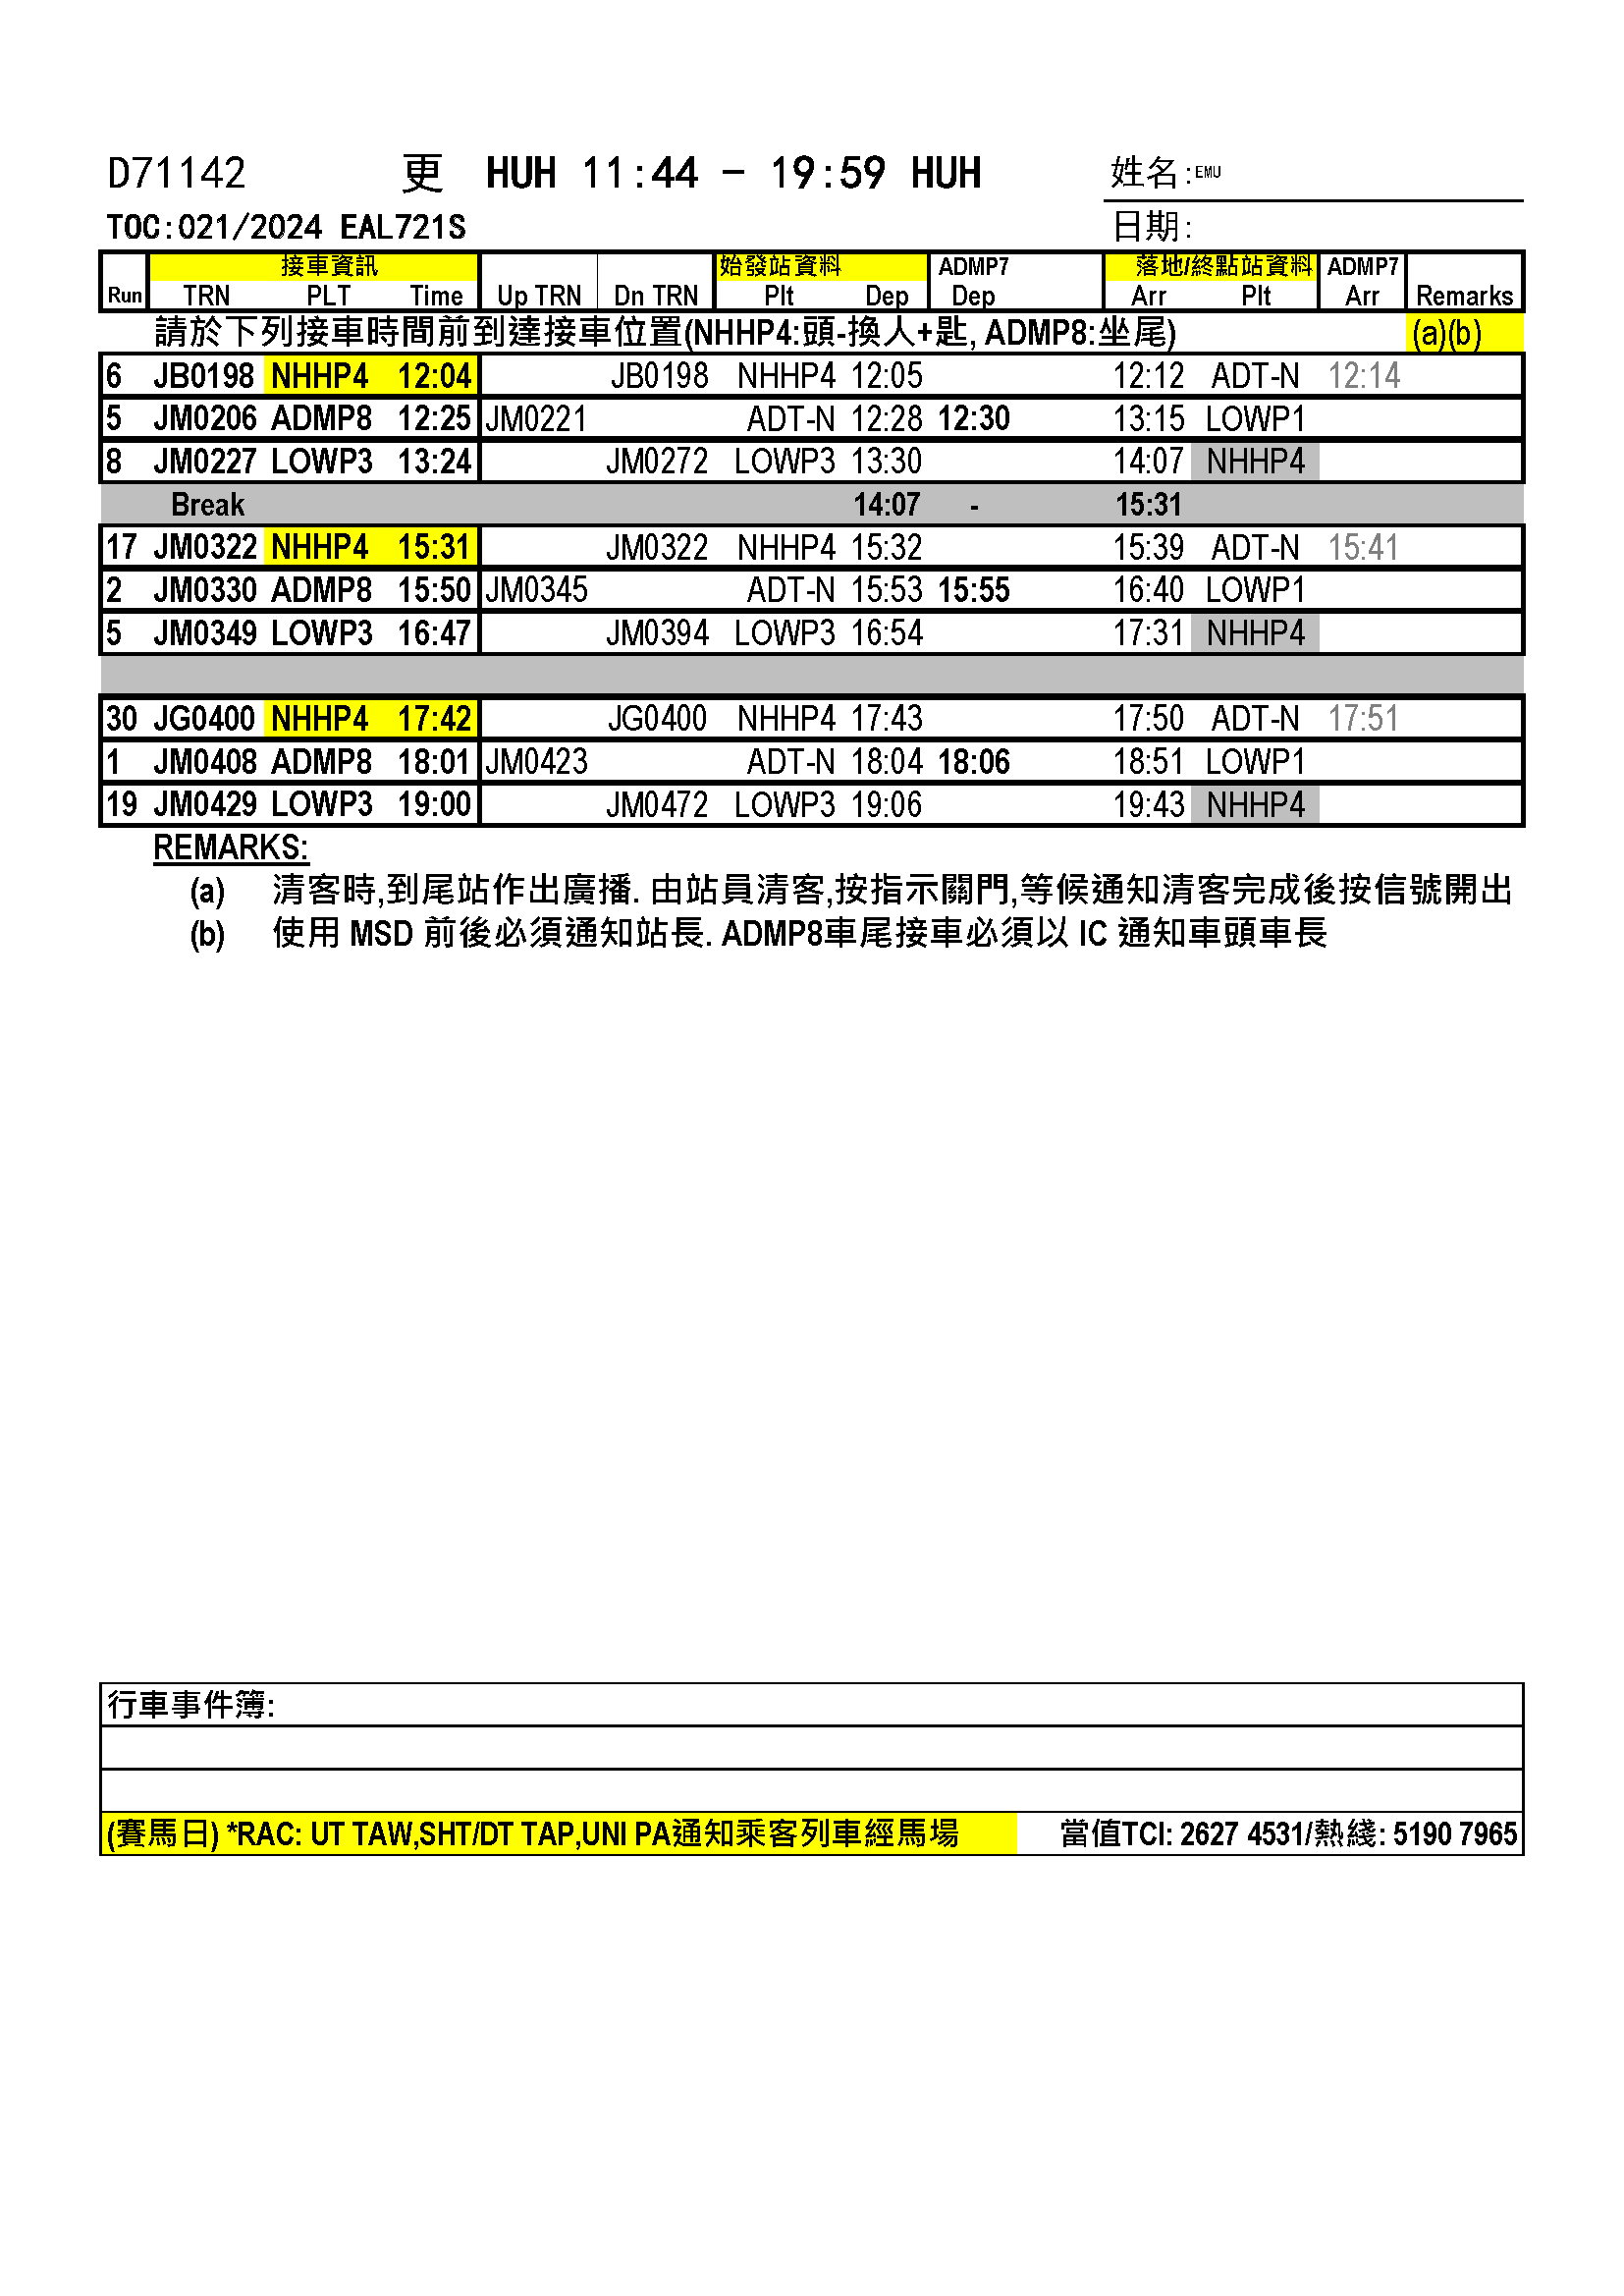 D71142 更 HUH 11:44 - 19:59 HUH 姓名:EMU
TOC:021/2024 EAL721S 日期:
接車資訊 始發站資料 ADMP7 落地/終點站資料 ADMP7
Run TRN PLT Time Up TRN Dn TRN Plt Dep Dep Arr Plt Arr Remarks
請於下列接車時間前到達接車位置(NHHP4:頭-換人+匙, ADMP8:坐尾) (a)(b)
6 JB0198 NHHP4 12:04 JB0198 NHHP4 12:05 12:12 ADT-N 12:14
5 JM0206 ADMP8 12:25 JM0221 ADT-N 12:28 12:30 13:15 LOWP1
8 JM0227 LOWP3 13:24 JM0272 LOWP3 13:30 14:07 NHHP4
Break 14:07 - 15:31
17 JM0322 NHHP4 15:31 JM0322 NHHP4 15:32 15:39 ADT-N 15:41
2 JM0330 ADMP8 15:50 JM0345 ADT-N 15:53 15:55 16:40 LOWP1
5 JM0349 LOWP3 16:47 JM0394 LOWP3 16:54 17:31 NHHP4
30 JG0400 NHHP4 17:42 JG0400 NHHP4 17:43 17:50 ADT-N 17:51
1 JM0408 ADMP8 18:01 JM0423 ADT-N 18:04 18:06 18:51 LOWP1
19 JM0429 LOWP3 19:00 JM0472 LOWP3 19:06 19:43 NHHP4
REMARKS:
(a) 清客時,到尾站作出廣播. 由站員清客,按指示關門,等候通知清客完成後按信號開出
(b) 使用 MSD 前後必須通知站長. ADMP8車尾接車必須以 IC 通知車頭車長
行車事件簿:
(賽馬日) *RAC: UT TAW,SHT/DT TAP,UNI PA通知乘客列車經馬場 當值TCI: 2627 4531/熱綫: 5190 7965